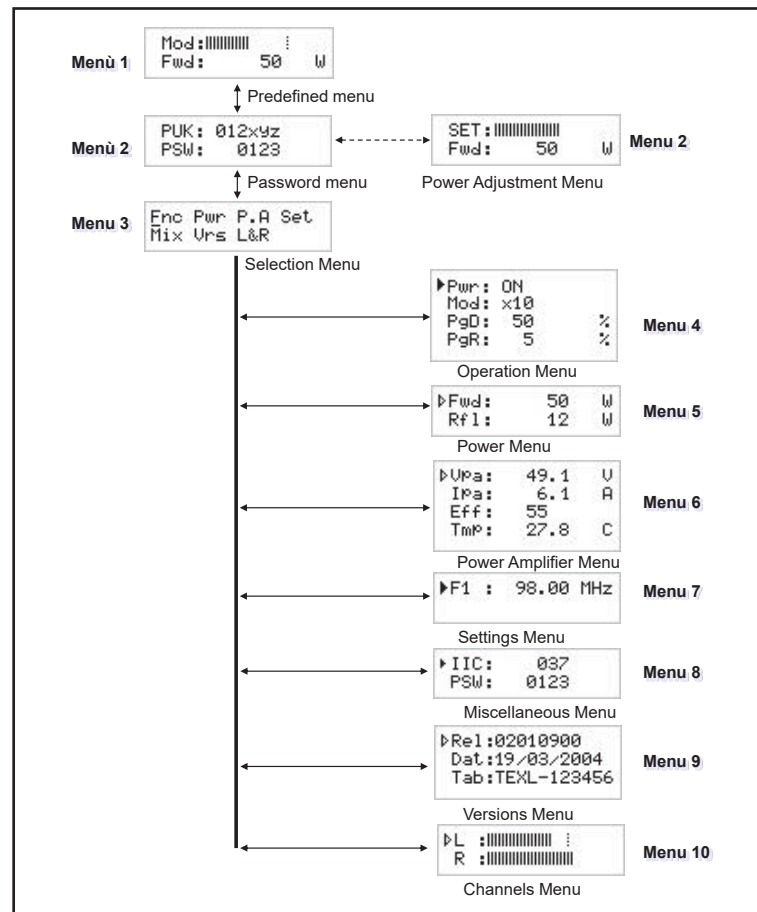 Menù 1
Mod:
Fwd: 50 W
Predefined menu
Menù 2
PUK: 012xyz
PSW: 0123
SET:
Fwd: 50 W
Menu 2
Password menu
Power Adjustment Menu
Menu 3
Fnc Pwr P.A Set
Mix Vrs L&R
Selection Menu
Pwr: ON
Mod: x10
PgD: 50 %
PgR: 5 %
Menu 4
Operation Menu
Fwd: 50 W
Rfl: 12 W
Menu 5
Power Menu
Vpa: 49.1 V
Ipa: 6.1 A
Eff: 55
Tmp: 27.8 C
Menu 6
Power Amplifier Menu
F1 : 98.00 MHz
Menu 7
Settings Menu
IIC: 037
PSW: 0123
Menu 8
Miscellaneous Menu
Rel:02010900
Dat:19/03/2004
Tab:TEXL-123456
Menu 9
Versions Menu
L :
R :
Menu 10
Channels Menu